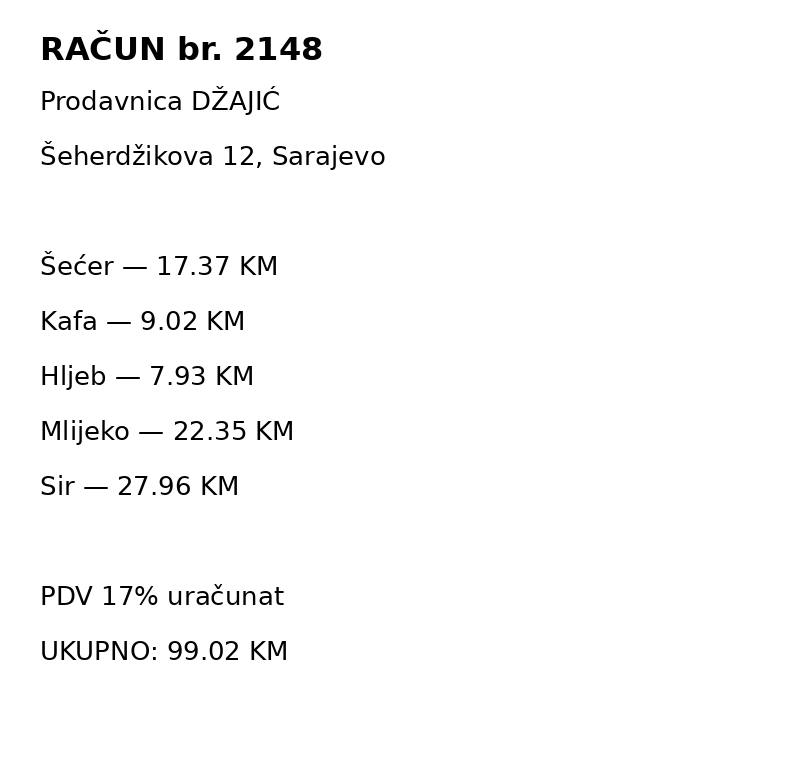 RAČUN br. 2148
Prodavnica DŽAJIĆ
Šeherdžikova 12, Sarajevo
Šećer — 17.37 KM
Kafa — 9.02 KM
Hljeb — 7.93 KM
Mlijeko — 22.35 KM
Sir — 27.96 KM
PDV 17% uračunat
UKUPNO: 99.02 KM